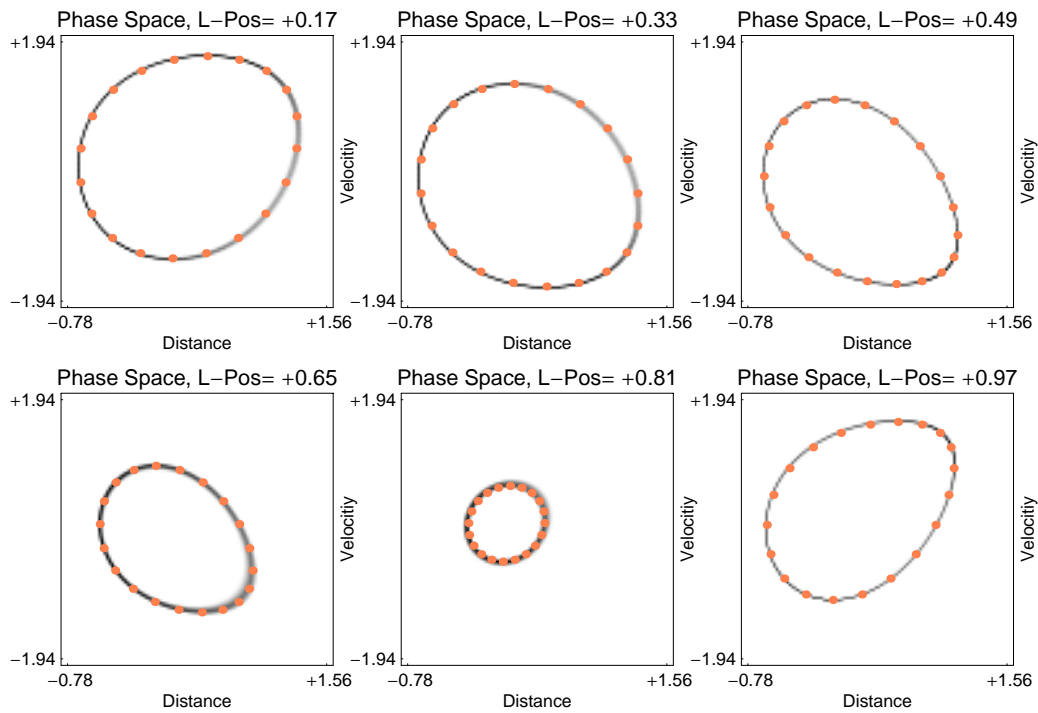 Phase Space, L−Pos= +0.17
+1.94
−1.94
−0.78
+1.56
Distance
Velocitiy
Phase Space, L−Pos= +0.33
+1.94
−1.94
−0.78
+1.56
Distance
Velocitiy
Phase Space, L−Pos= +0.49
+1.94
−1.94
−0.78
+1.56
Distance
Velocitiy
Phase Space, L−Pos= +0.65
+1.94
−1.94
−0.78
+1.56
Distance
Velocitiy
Phase Space, L−Pos= +0.81
+1.94
−1.94
−0.78
+1.56
Distance
Velocitiy
Phase Space, L−Pos= +0.97
+1.94
−1.94
−0.78
+1.56
Distance
Velocitiy